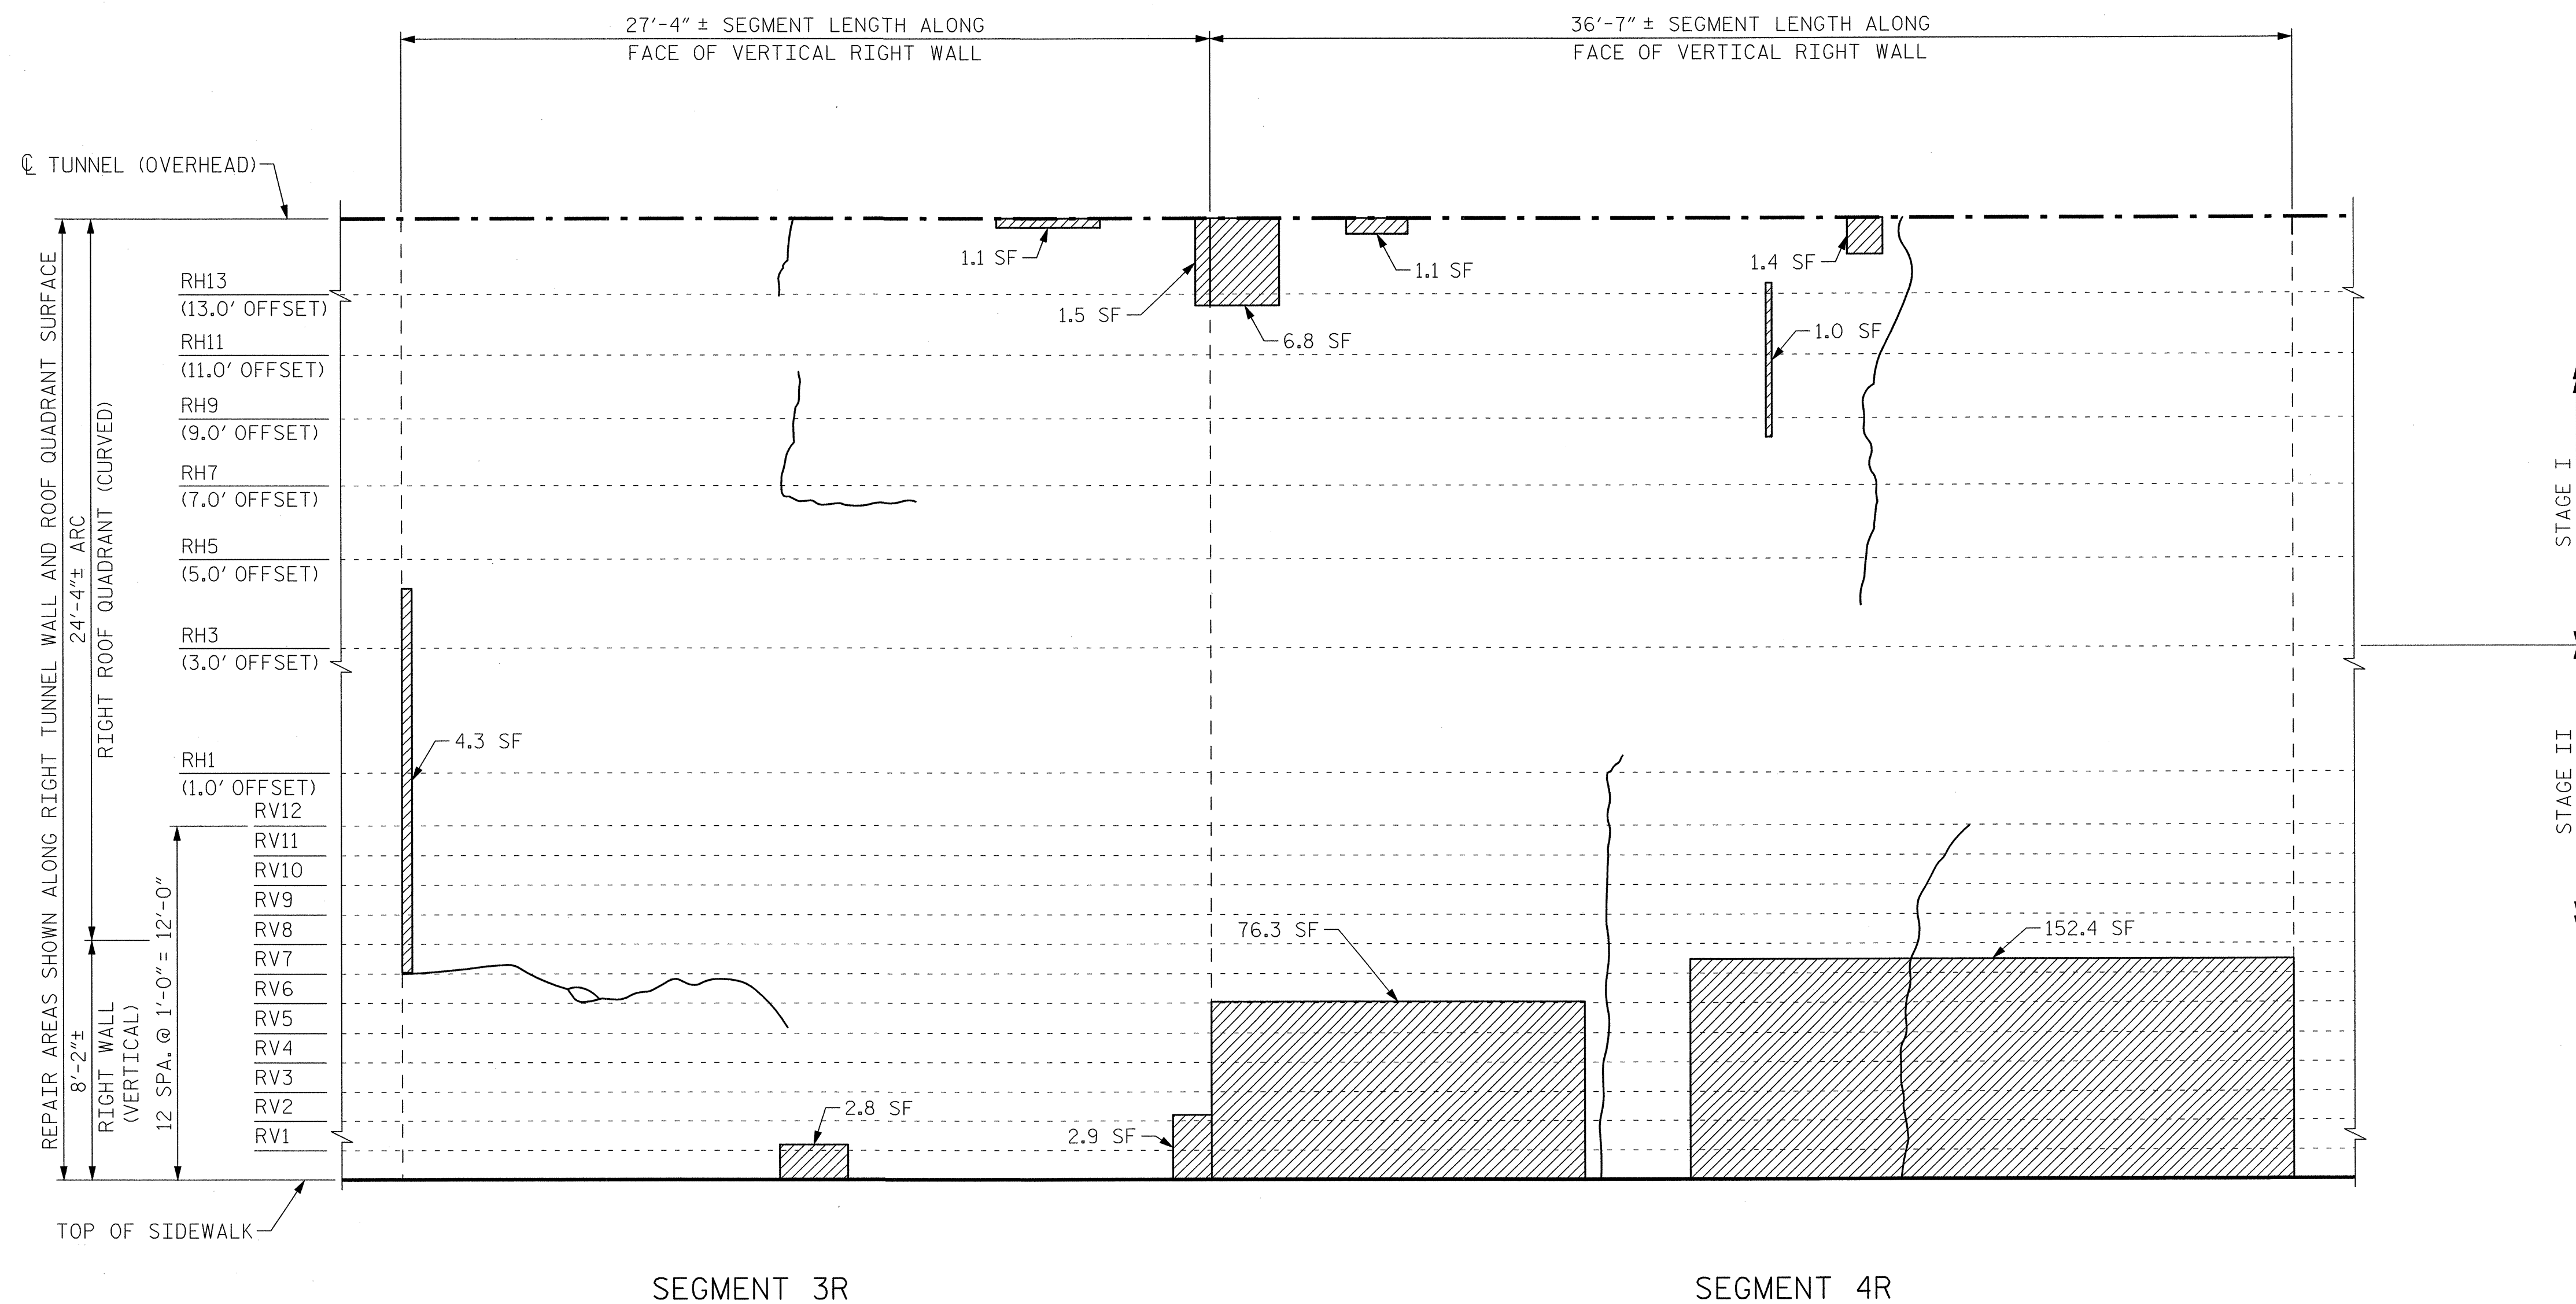 27'-4" ± SEGMENT LENGTH ALONG
FACE OF VERTICAL RIGHT WALL
36'-7" ± SEGMENT LENGTH ALONG
FACE OF VERTICAL RIGHT WALL
℄ TUNNEL (OVERHEAD)
REPAIR AREAS SHOWN ALONG RIGHT TUNNEL WALL AND ROOF QUADRANT SURFACE
24'-4"± ARC
RIGHT ROOF QUADRANT (CURVED)
8'-2"±
RIGHT WALL
(VERTICAL)
12 SPA. @ 1'-0" = 12'-0"
RH13
(13.0' OFFSET)
RH11
(11.0' OFFSET)
RH9
(9.0' OFFSET)
RH7
(7.0' OFFSET)
RH5
(5.0' OFFSET)
RH3
(3.0' OFFSET)
RH1
(1.0' OFFSET)
RV12
RV11
RV10
RV9
RV8
RV7
RV6
RV5
RV4
RV3
RV2
RV1
TOP OF SIDEWALK
1.1 SF
1.5 SF
6.8 SF
1.1 SF
1.4 SF
1.0 SF
4.3 SF
76.3 SF
152.4 SF
2.8 SF
2.9 SF
STAGE I
STAGE II
SEGMENT 3R
SEGMENT 4R